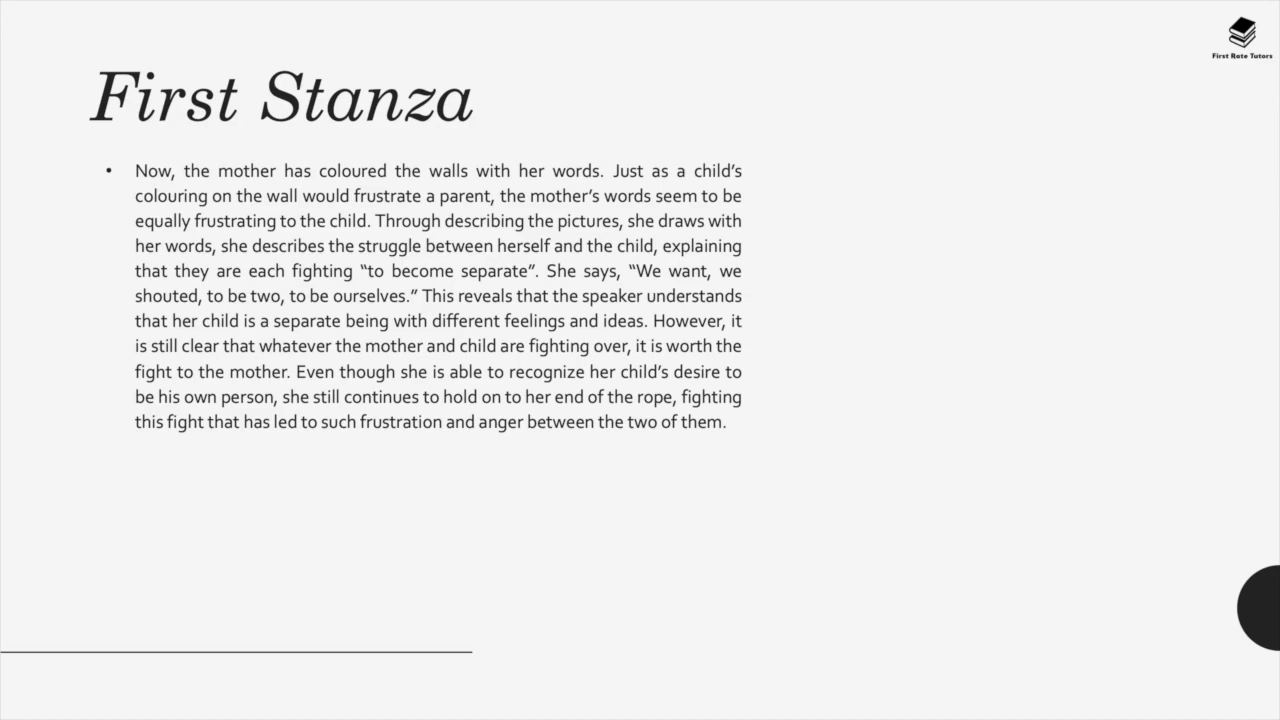 First Rate Tutors
First Stanza
• Now, the mother has coloured the walls with her words. Just as a child’s
colouring on the wall would frustrate a parent, the mother’s words seem to be
equally frustrating to the child. Through describing the pictures, she draws with
her words, she describes the struggle between herself and the child, explaining
that they are each fighting “to become separate”. She says, “We want, we
shouted, to be two, to be ourselves.” This reveals that the speaker understands
that her child is a separate being with different feelings and ideas. However, it
is still clear that whatever the mother and child are fighting over, it is worth the
fight to the mother. Even though she is able to recognize her child’s desire to
be his own person, she still continues to hold on to her end of the rope, fighting
this fight that has led to such frustration and anger between the two of them.